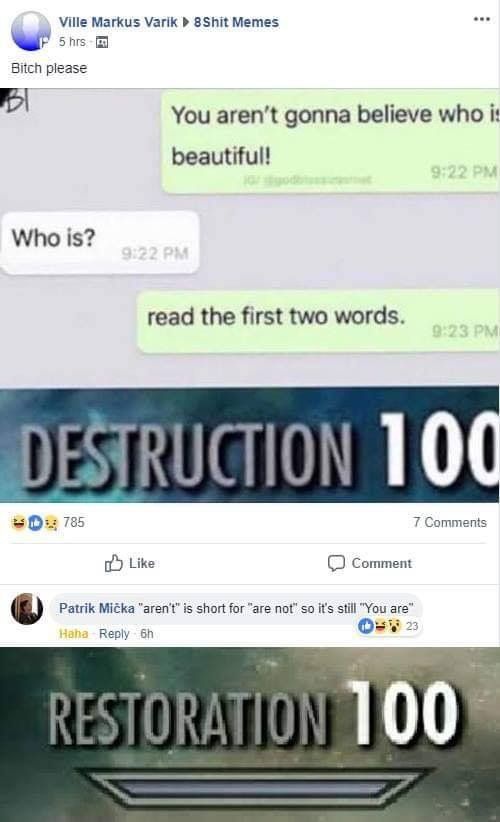 Ville Markus Varik ▶ 8Shit Memes
5 hrs ·
Bitch please
BI
You aren't gonna believe who is
beautiful!
9:22 PM
Who is?
9:22 PM
read the first two words.
9:23 PM
DESTRUCTION 100
785
7 Comments
Like
Comment
Patrik Mička "aren't" is short for "are not" so it's still "You are"
23
Haha · Reply · 6h
RESTORATION 100